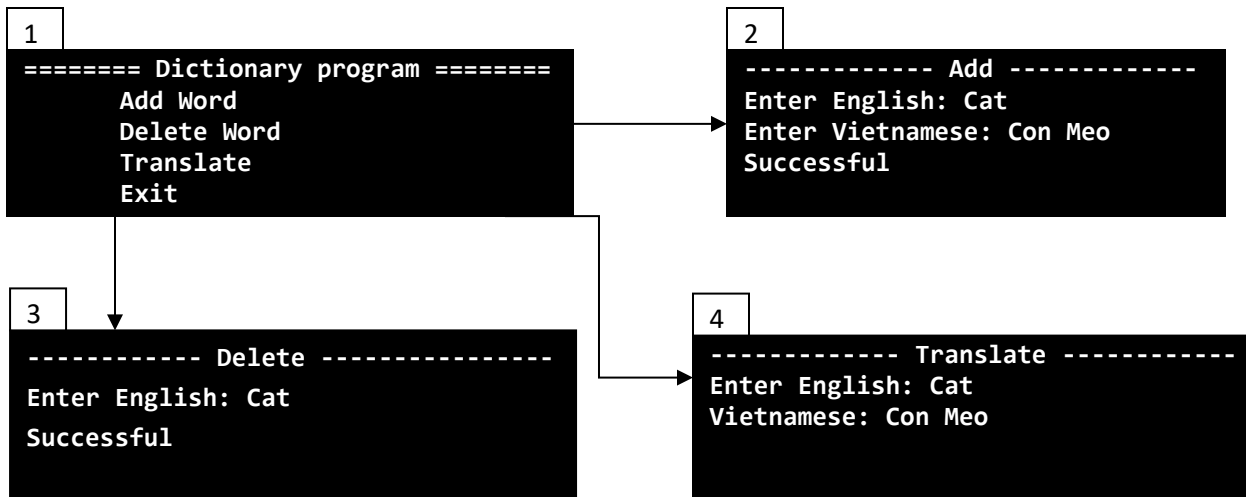 1
======== Dictionary program ========
Add Word
Delete Word
Translate
Exit
2
------------- Add -------------
Enter English: Cat
Enter Vietnamese: Con Meo
Successful
3
------------ Delete ----------------
Enter English: Cat
Successful
4
------------- Translate ------------
Enter English: Cat
Vietnamese: Con Meo